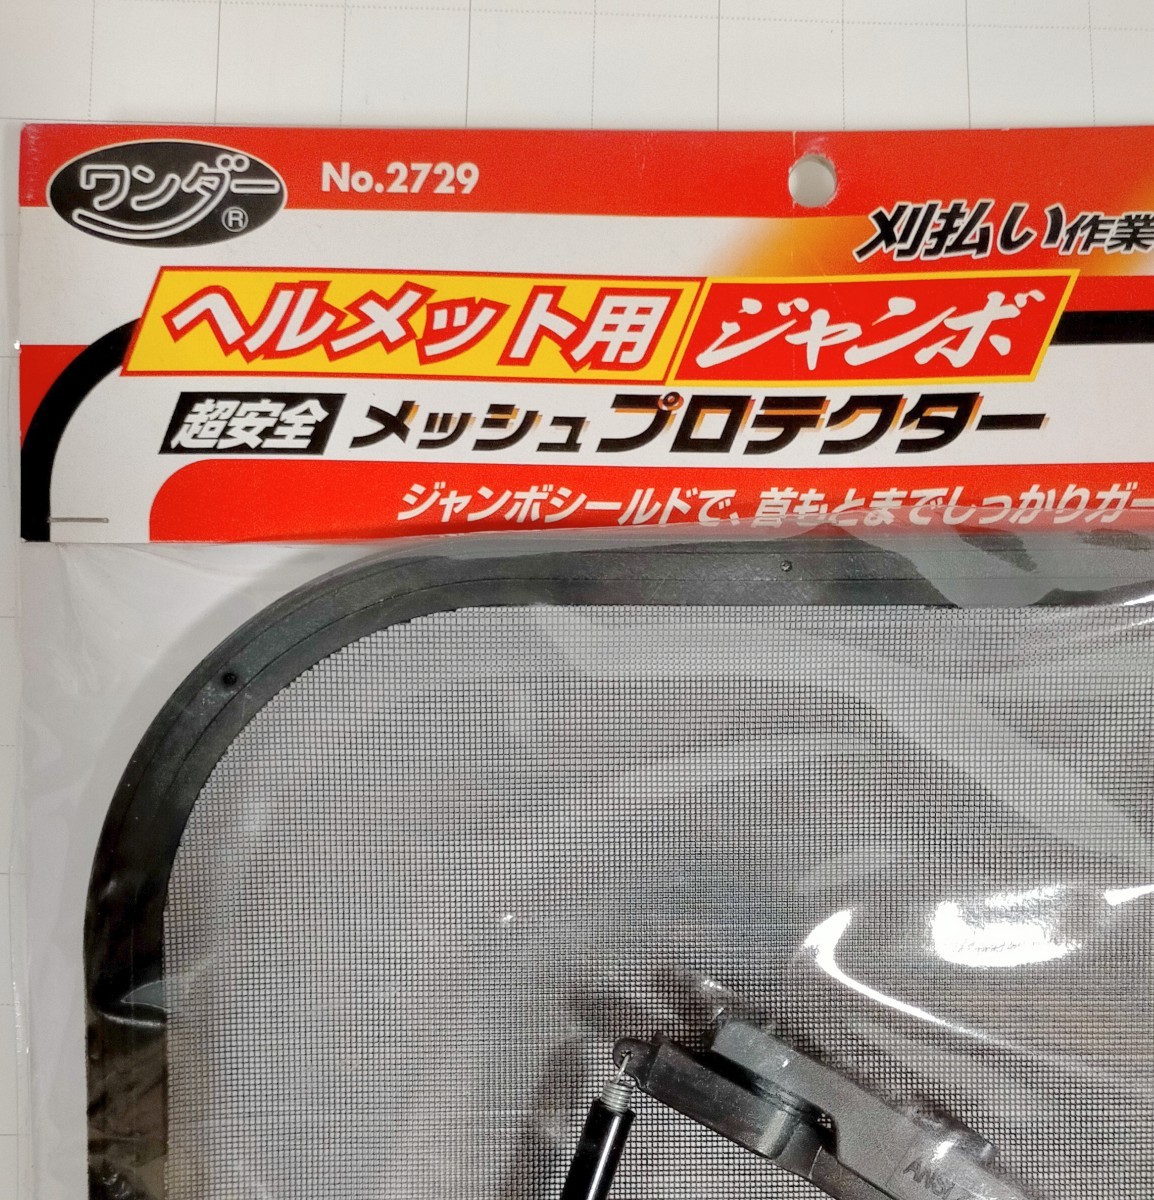 ワンダー®
No.2729
刈払い作業
ヘルメット用 ジャンボ
超安全 メッシュプロテクター
ジャンボシールドで、首もとまでしっかりガー
ANSI